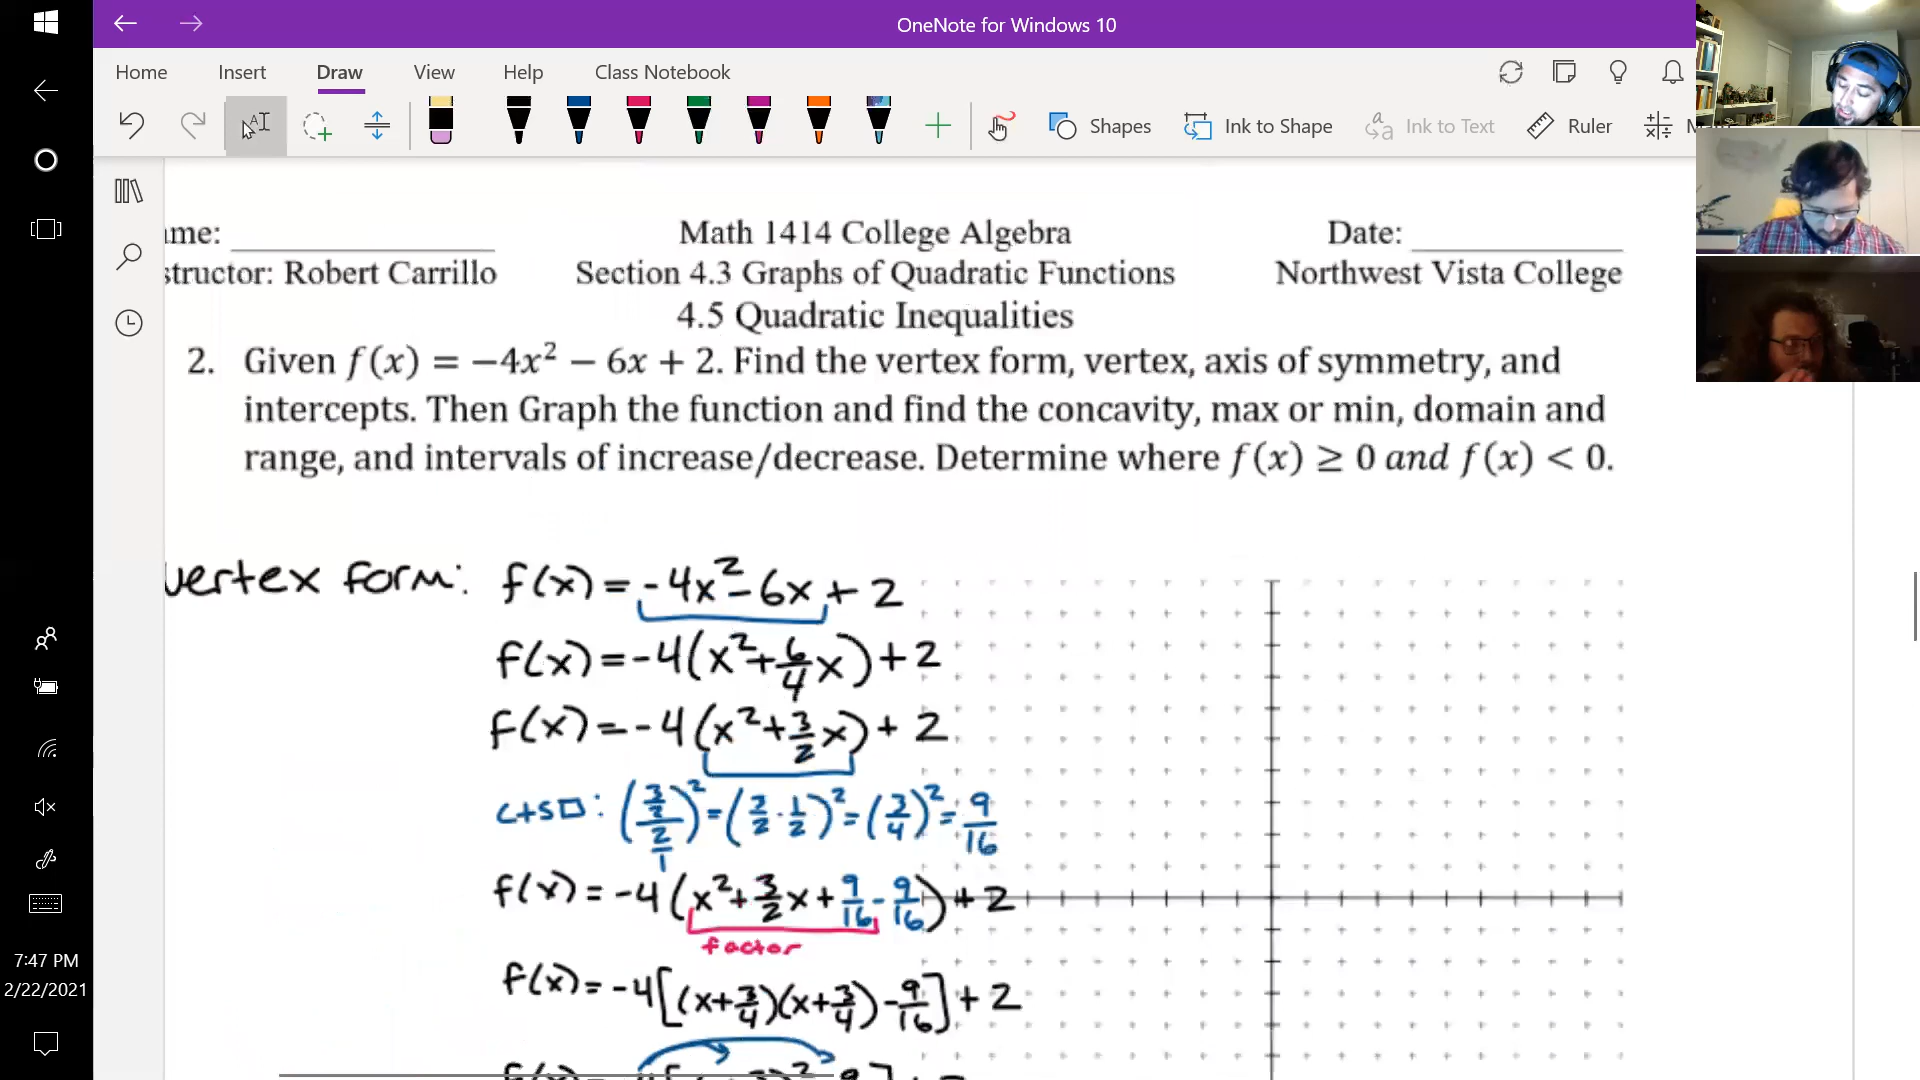 OneNote for Windows 10
Home Insert Draw View Help Class Notebook
Shapes Ink to Shape Ink to Text Ruler
ame: ________________ Math 1414 College Algebra Date: _____________
structor: Robert Carrillo Section 4.3 Graphs of Quadratic Functions Northwest Vista College
4.5 Quadratic Inequalities
2. Given f(x) = −4x² − 6x + 2. Find the vertex form, vertex, axis of symmetry, and
intercepts. Then Graph the function and find the concavity, max or min, domain and
range, and intervals of increase/decrease. Determine where f(x) ≥ 0 and f(x) < 0.
vertex form: f(x) = -4x² - 6x + 2
f(x) = -4(x² + 6/4 x) + 2
f(x) = -4(x² + 3/2 x) + 2
CTS□: ((3/2)/(2/1))² = (3/2 · 1/2)² = (3/4)² = 9/16
f(x) = -4(x² + 3/2 x + 9/16 - 9/16) + 2
factor
f(x) = -4[(x + 3/4)(x + 3/4) - 9/16] + 2
7:47 PM
2/22/2021